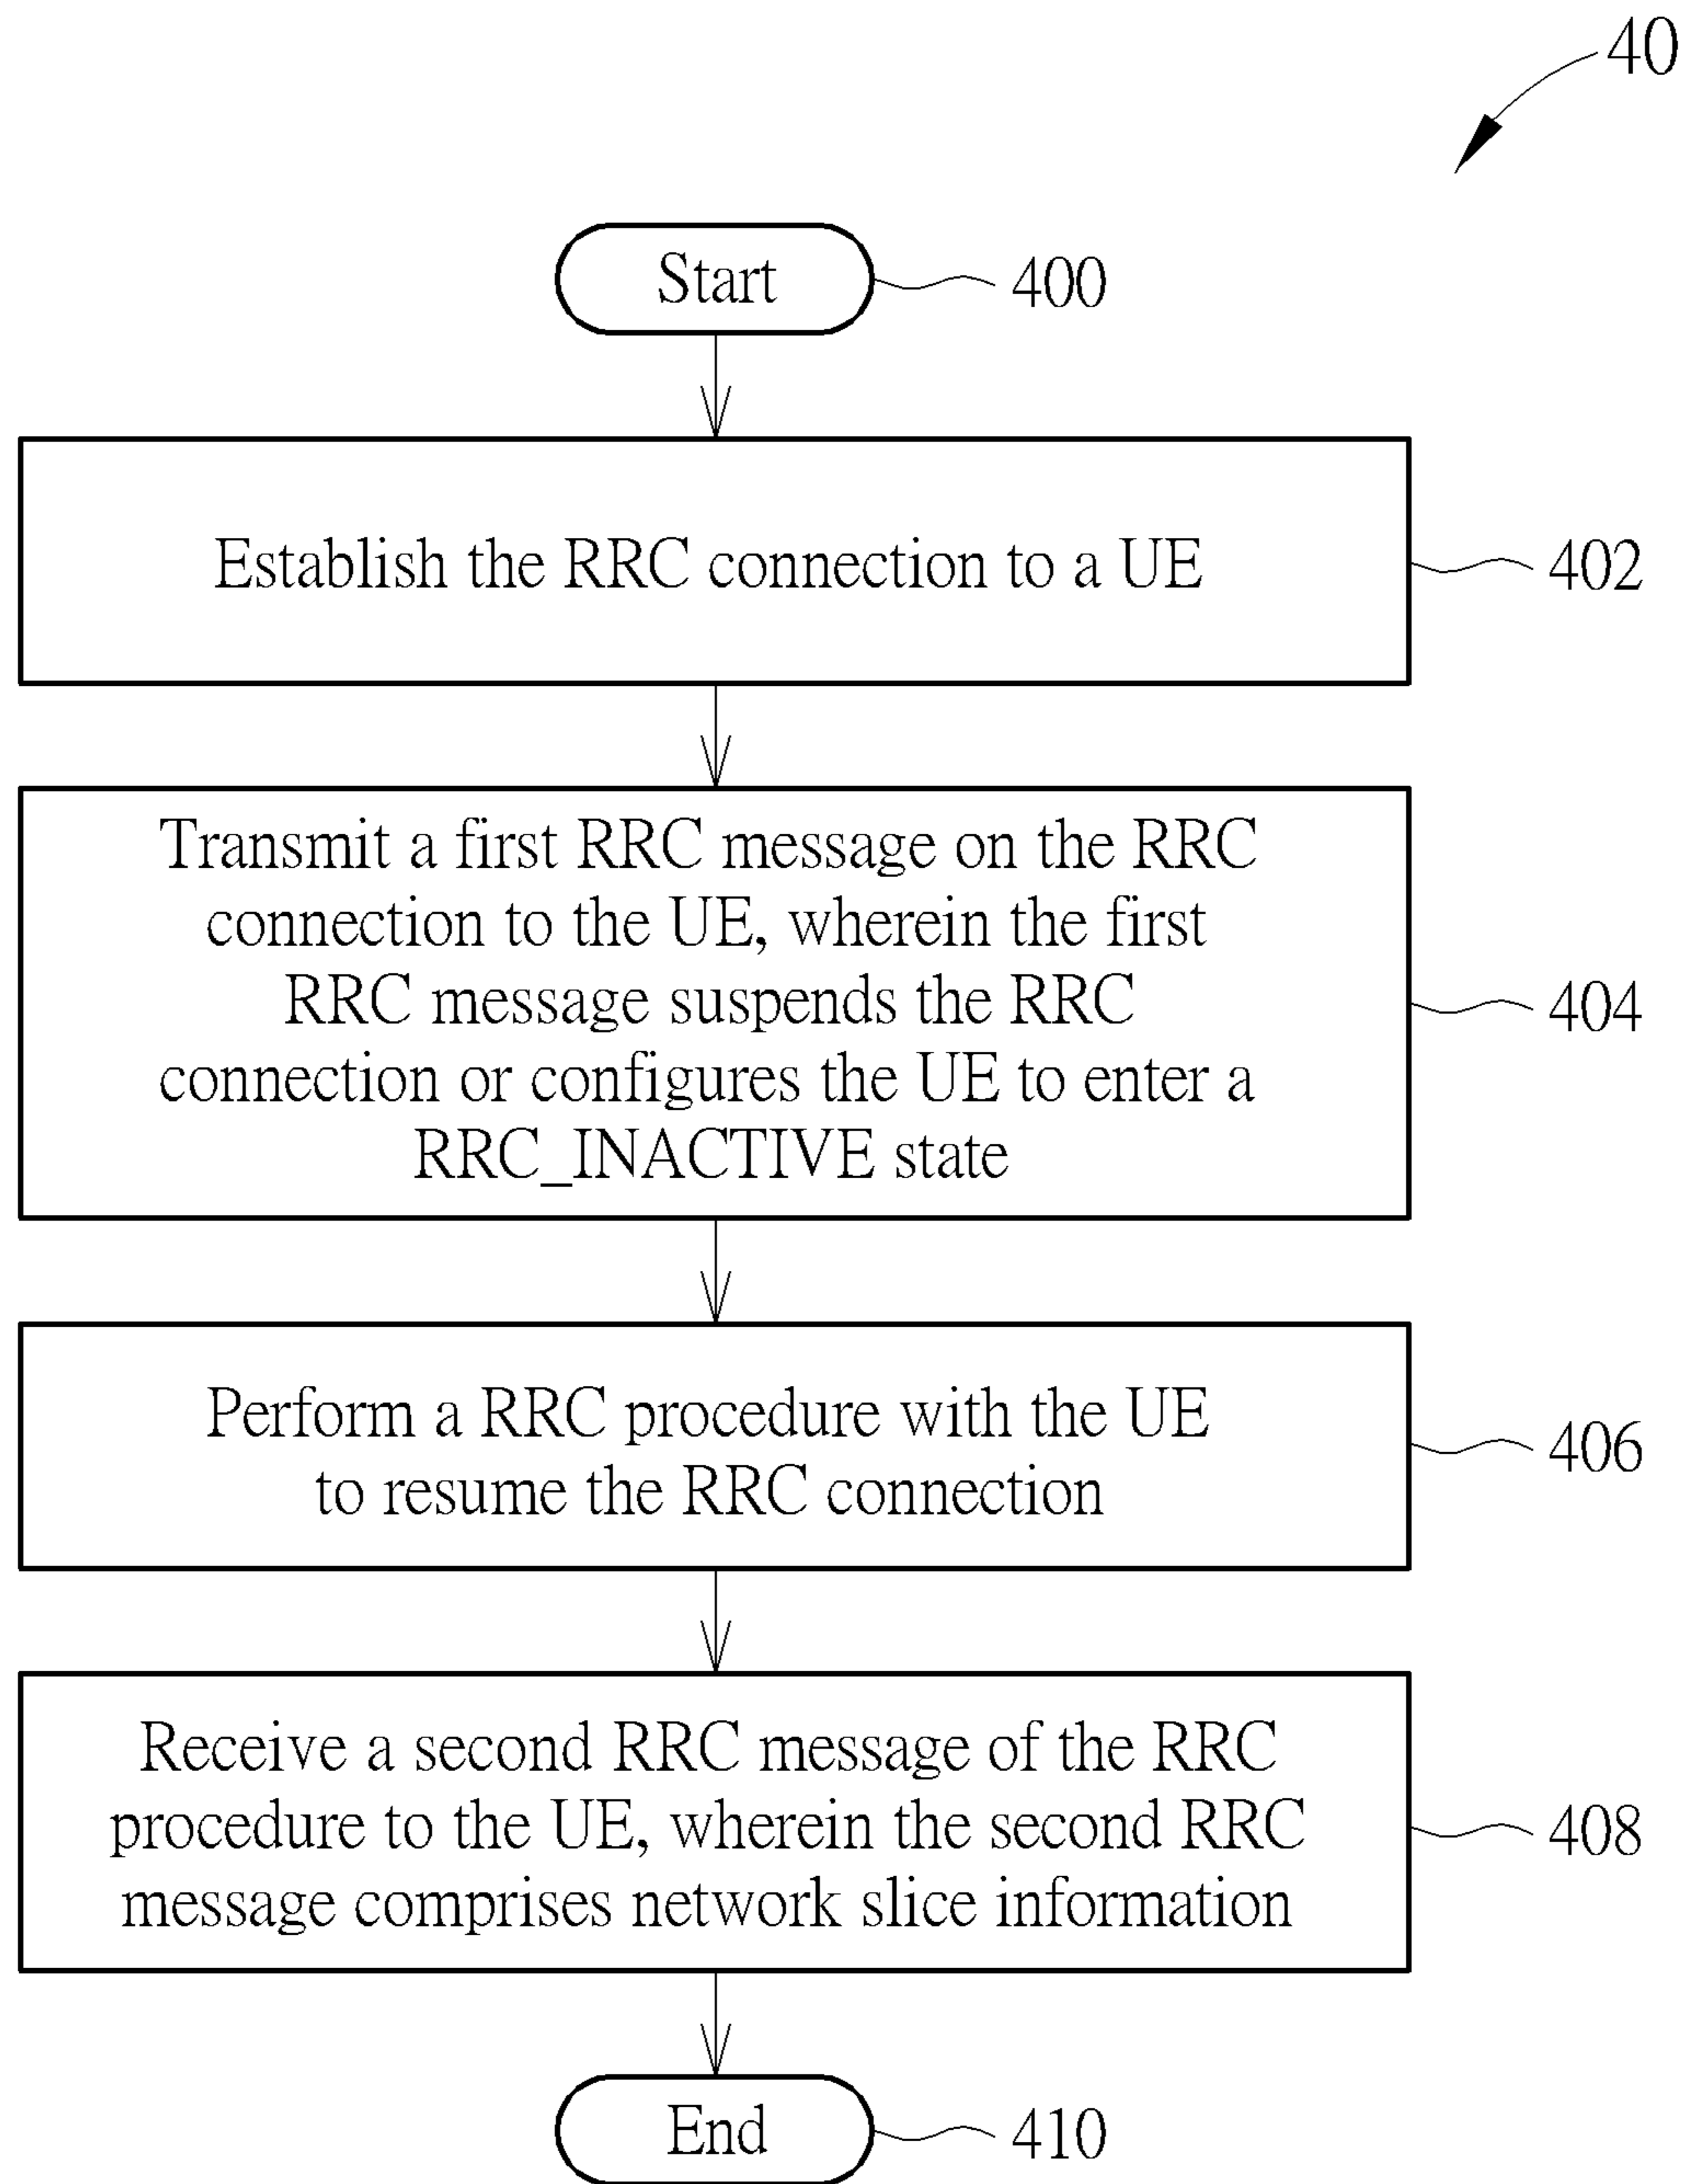 40
Start
400
Establish the RRC connection to a UE
402
Transmit a first RRC message on the RRC
connection to the UE, wherein the first
RRC message suspends the RRC
connection or configures the UE to enter a
RRC_INACTIVE state
404
Perform a RRC procedure with the UE
to resume the RRC connection
406
Receive a second RRC message of the RRC
procedure to the UE, wherein the second RRC
message comprises network slice information
408
End
410